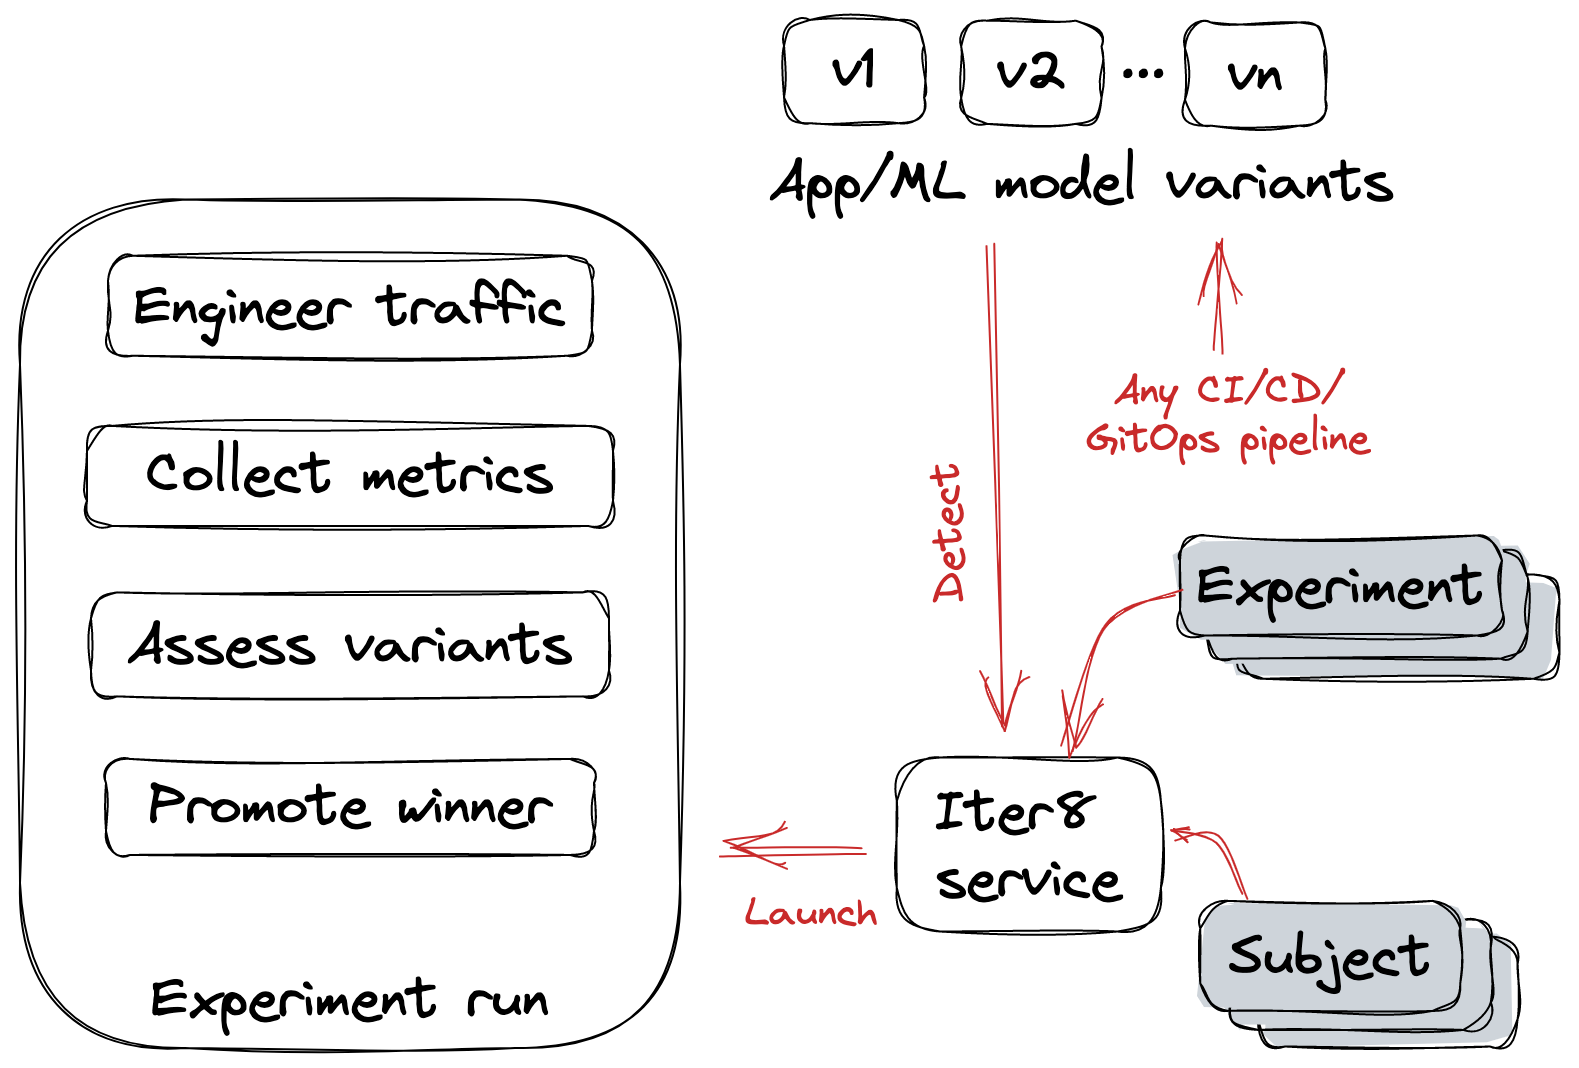 v1 v2 ... vn
App/ML model variants
Engineer traffic
Collect metrics
Assess variants
Promote winner
Experiment run
Detect
Any CI/CD/
GitOps pipeline
Experiment
Iter8
service
Launch
Subject